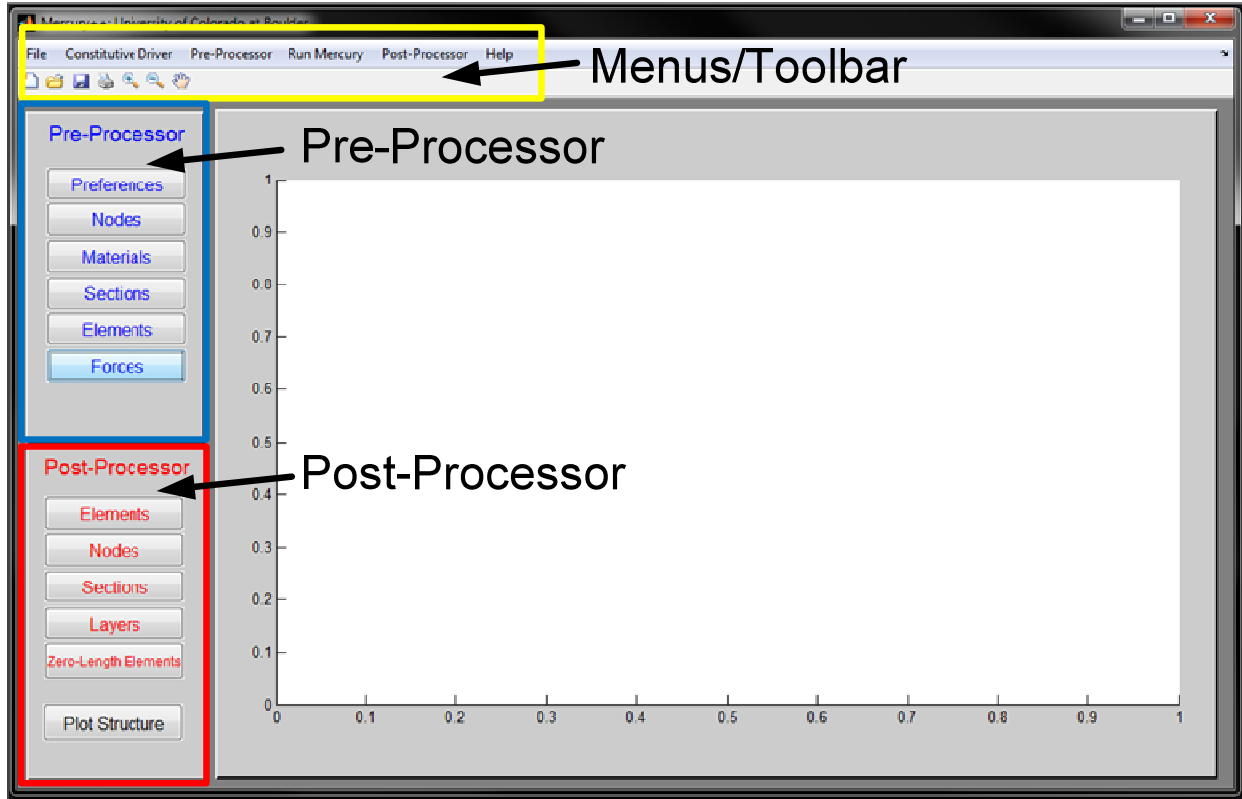 Mercury++: University of Colorado at Boulder
File Constitutive Driver Pre-Processor Run Mercury Post-Processor Help
Menus/Toolbar
Pre-Processor
Preferences
Nodes
Materials
Sections
Elements
Forces
Pre-Processor
Post-Processor
Elements
Nodes
Sections
Layers
Zero-Length Elements
Plot Structure
Post-Processor
1
0.9
0.8
0.7
0.6
0.5
0.4
0.3
0.2
0.1
0
0 0.1 0.2 0.3 0.4 0.5 0.6 0.7 0.8 0.9 1